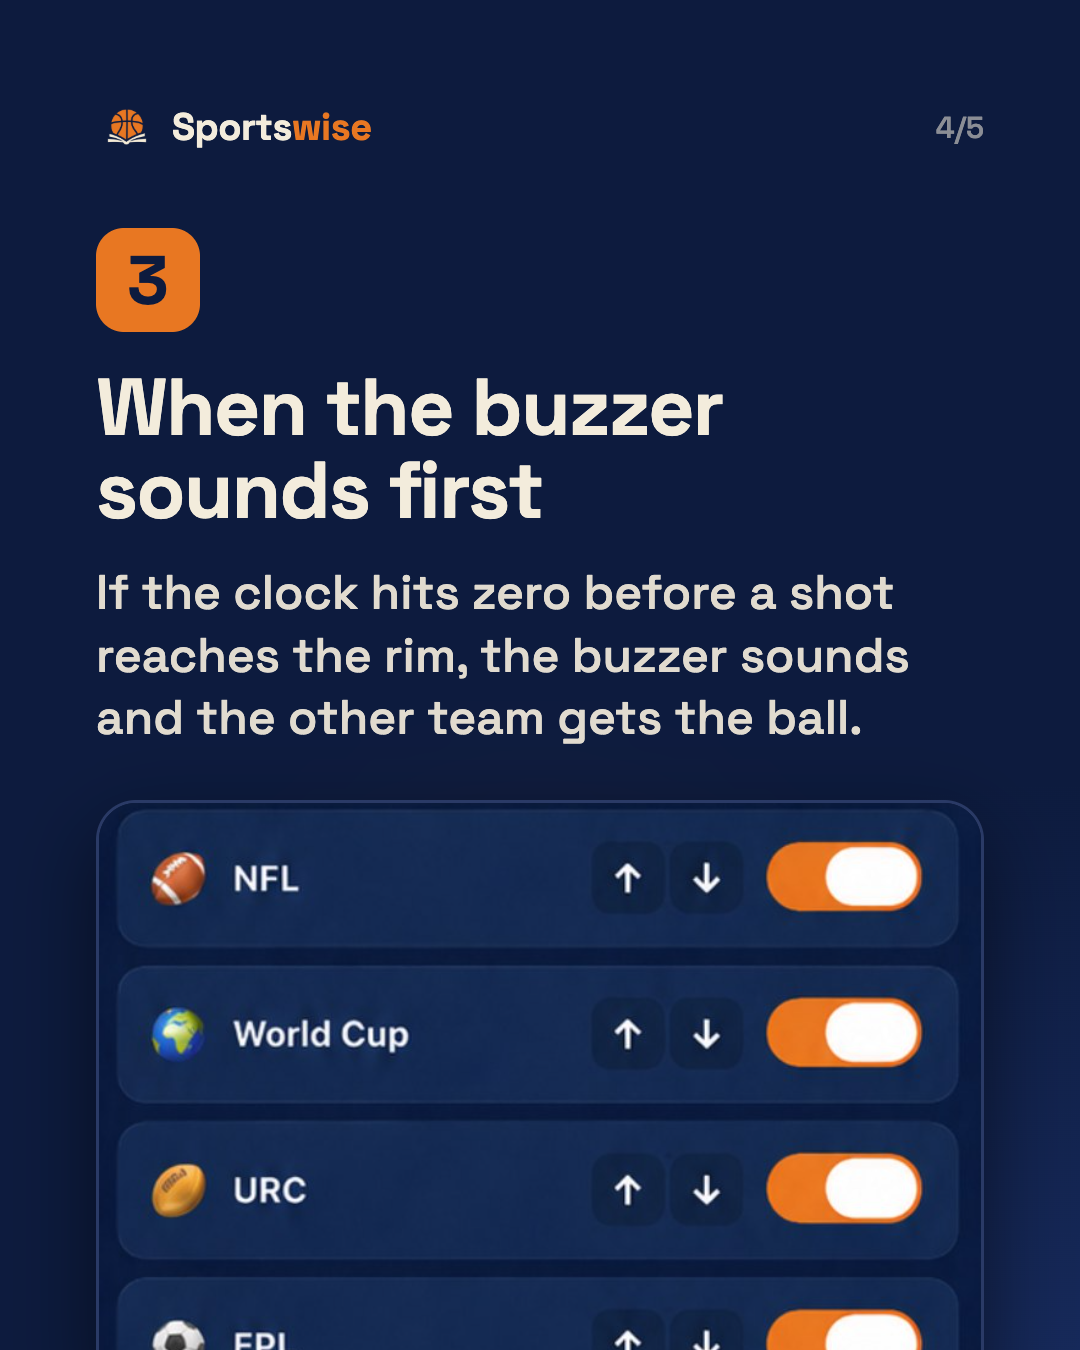 Sportswise
4/5
3
When the buzzer
sounds first
If the clock hits zero before a shot
reaches the rim, the buzzer sounds
and the other team gets the ball.
NFL
World Cup
URC
EPL